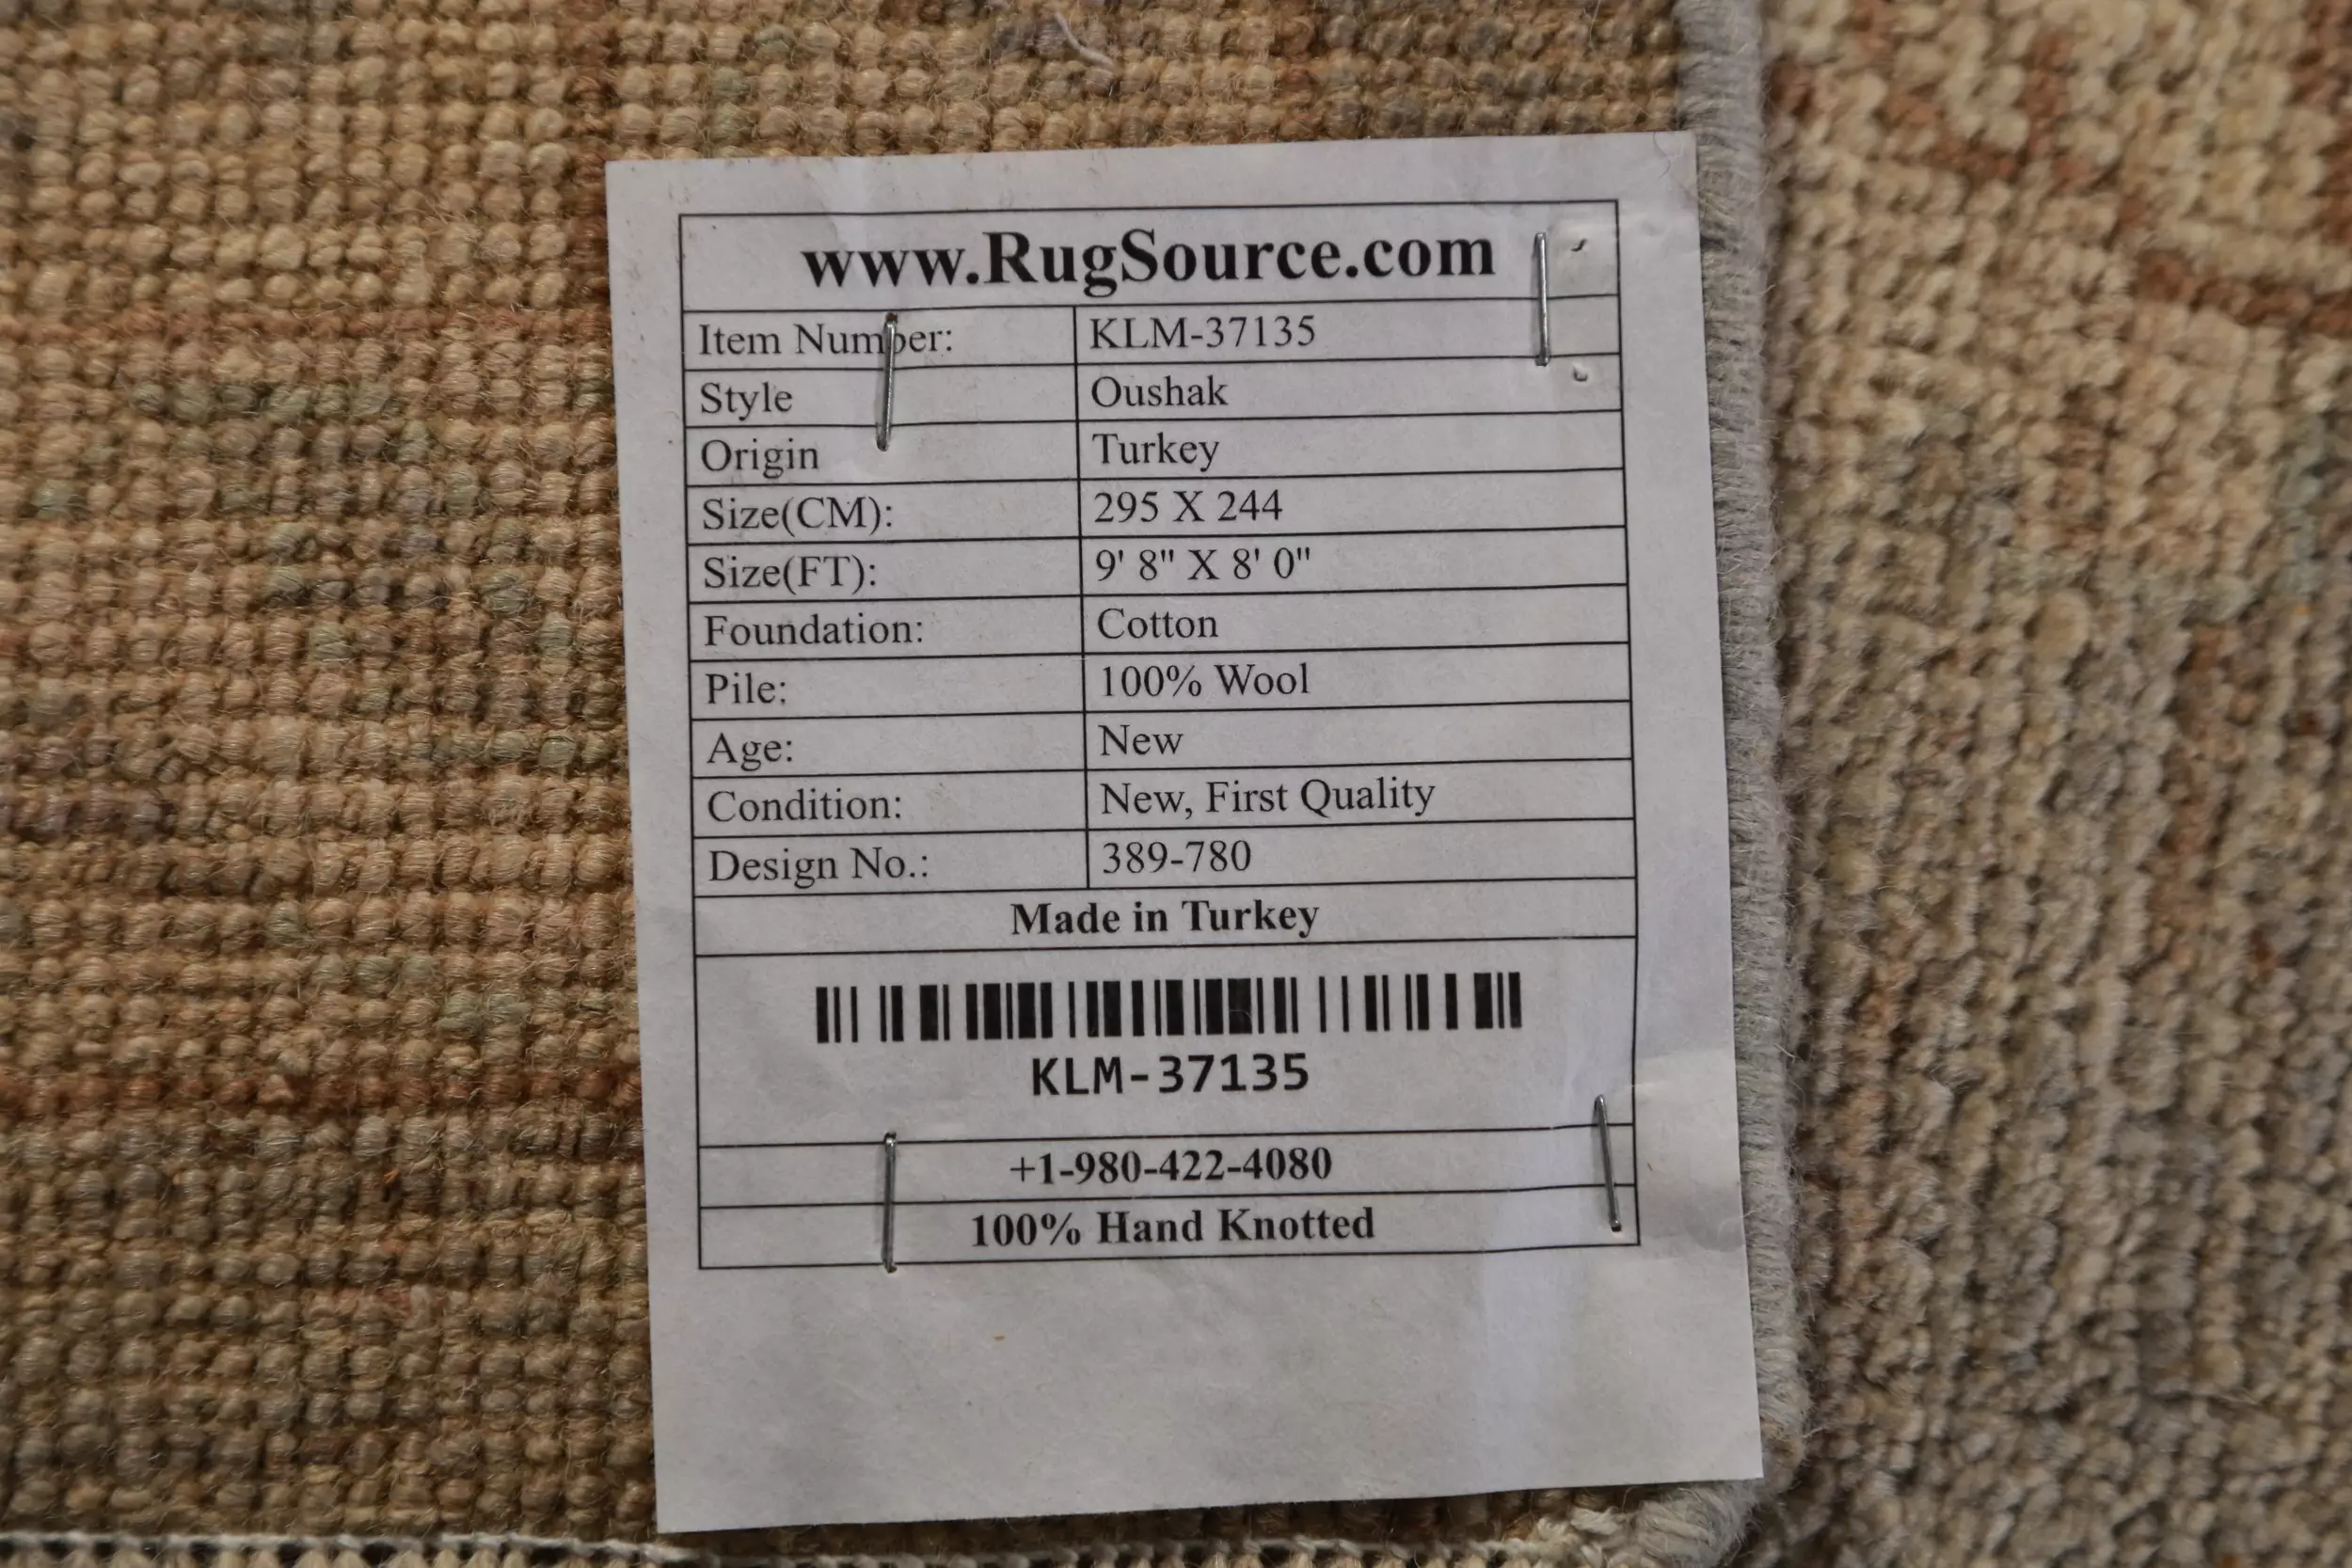 www.RugSource.com
Item Number: KLM-37135
Style Oushak
Origin Turkey
Size(CM): 295 X 244
Size(FT): 9' 8" X 8' 0"
Foundation: Cotton
Pile: 100% Wool
Age: New
Condition: New, First Quality
Design No.: 389-780
Made in Turkey
KLM-37135
+1-980-422-4080
100% Hand Knotted